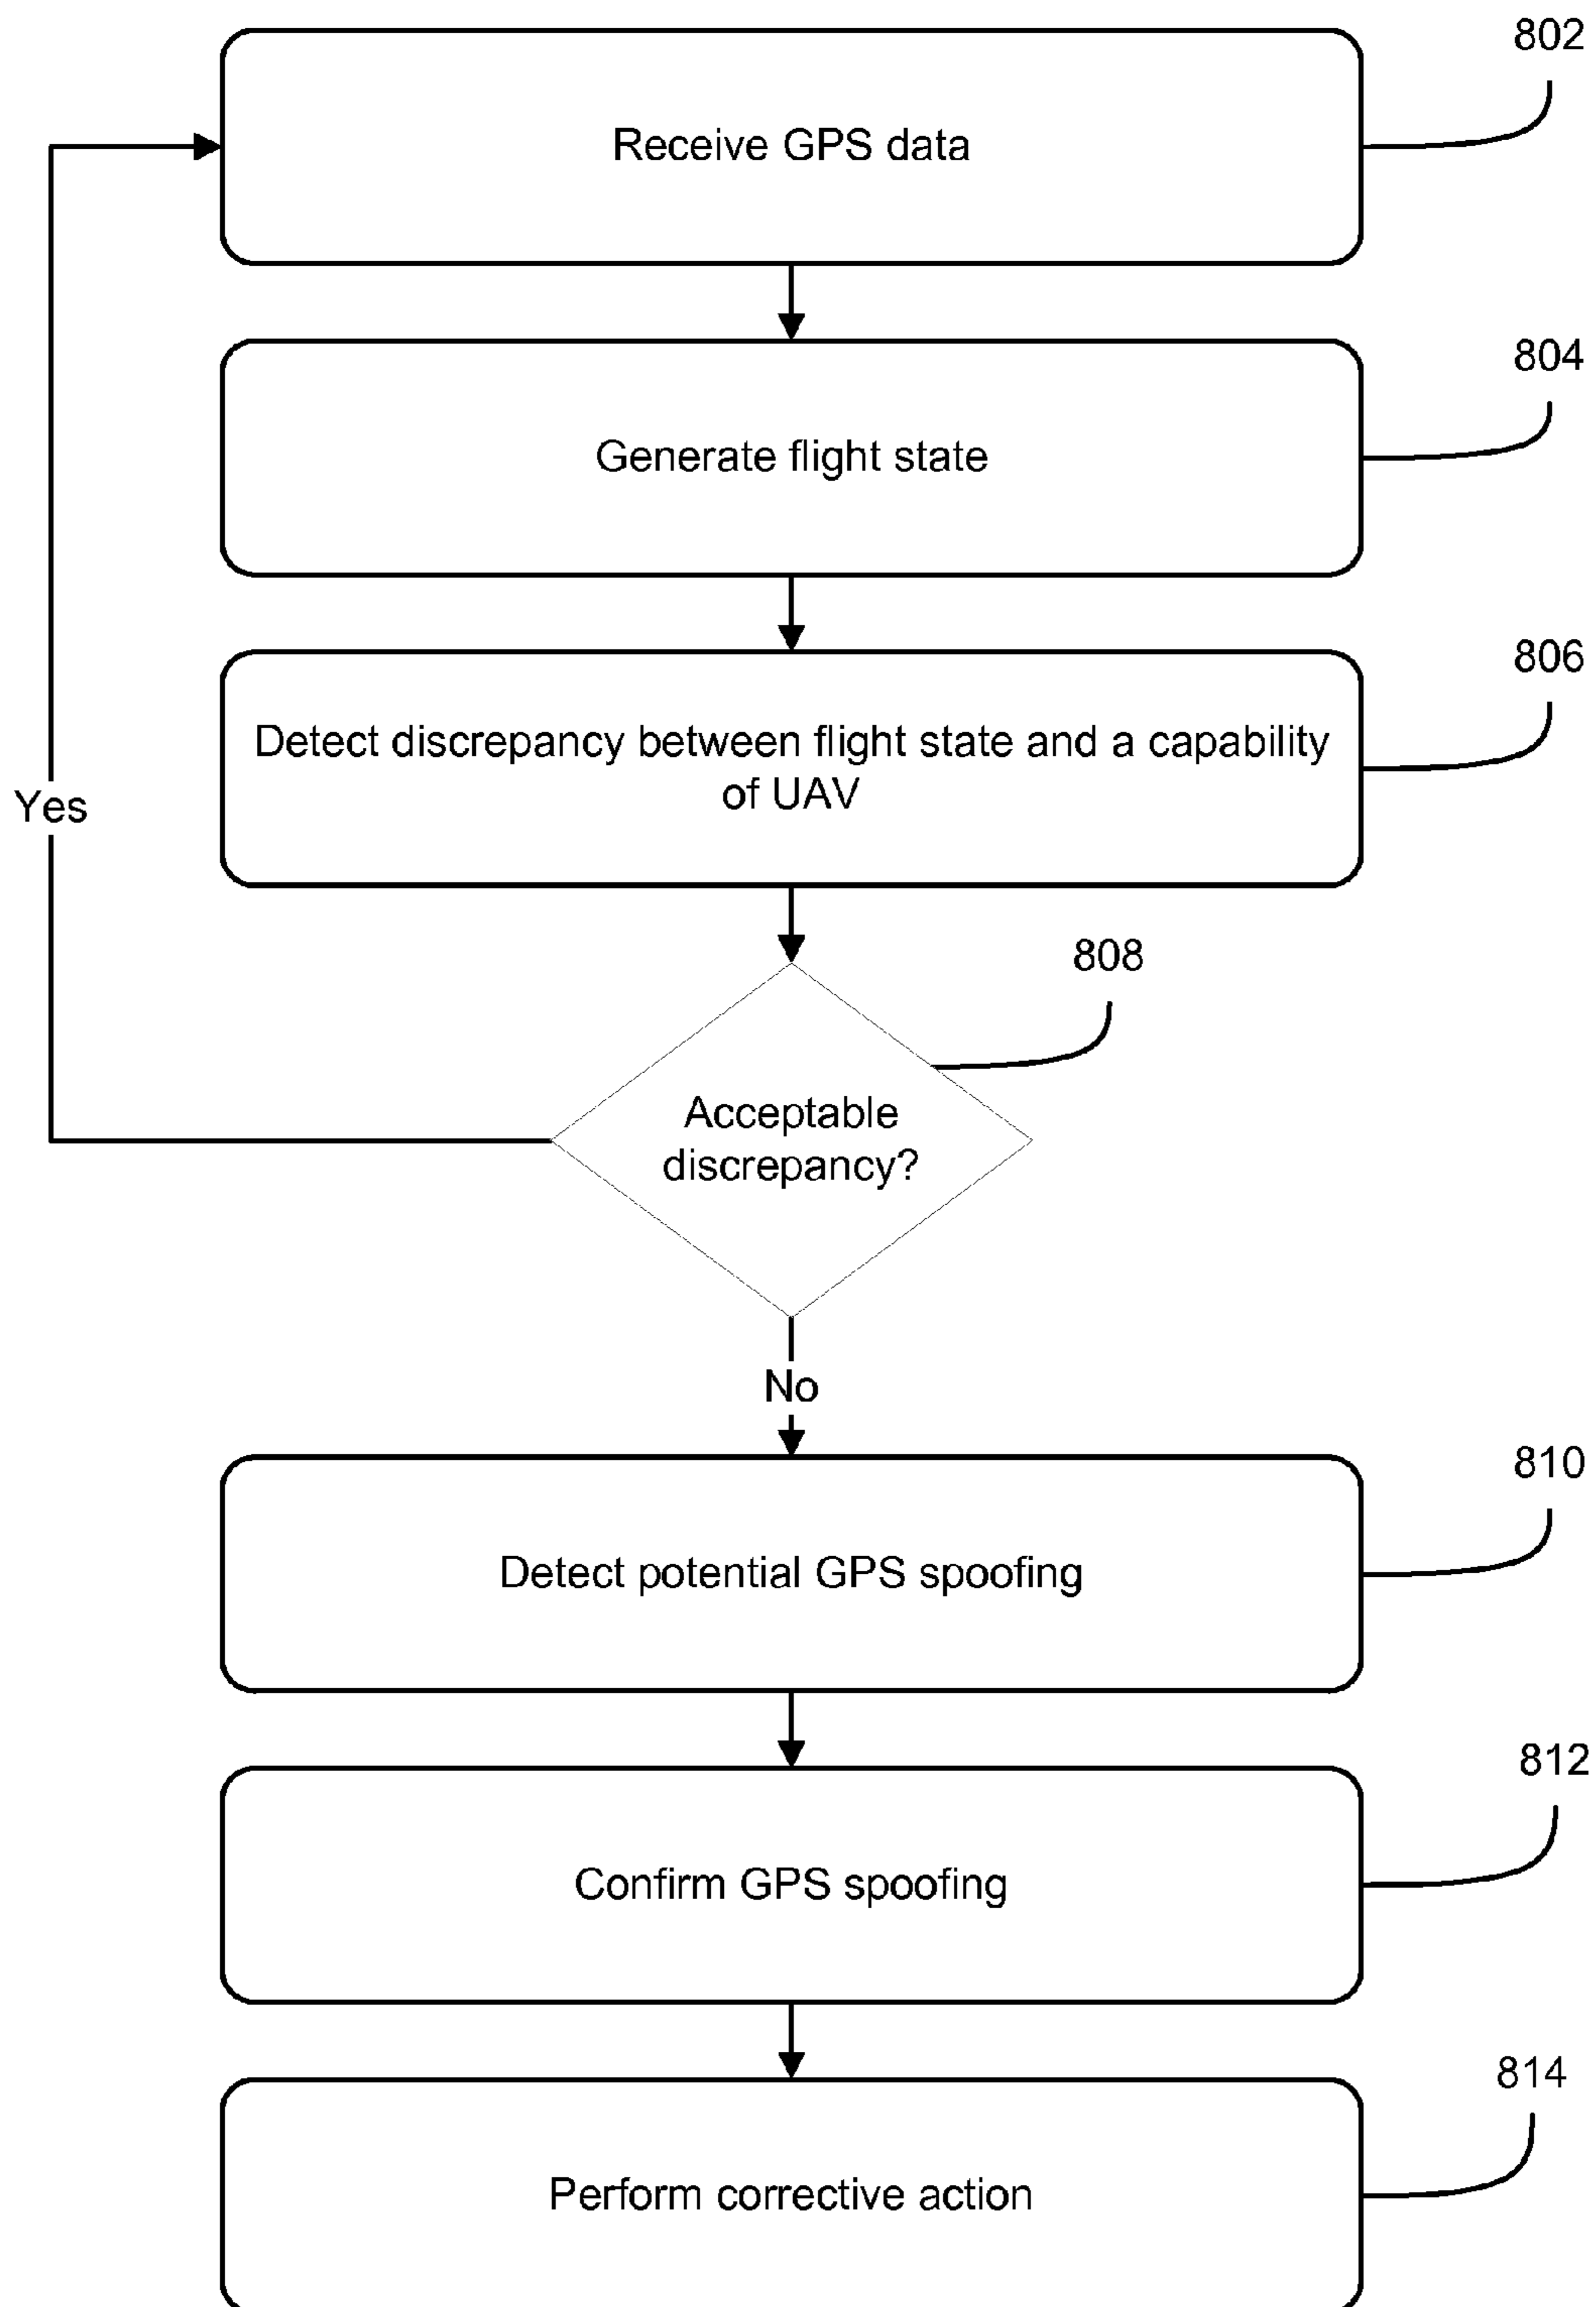 802
Receive GPS data
804
Generate flight state
806
Detect discrepancy between flight state and a capability
of UAV
Yes
808
Acceptable
discrepancy?
No
810
Detect potential GPS spoofing
812
Confirm GPS spoofing
814
Perform corrective action